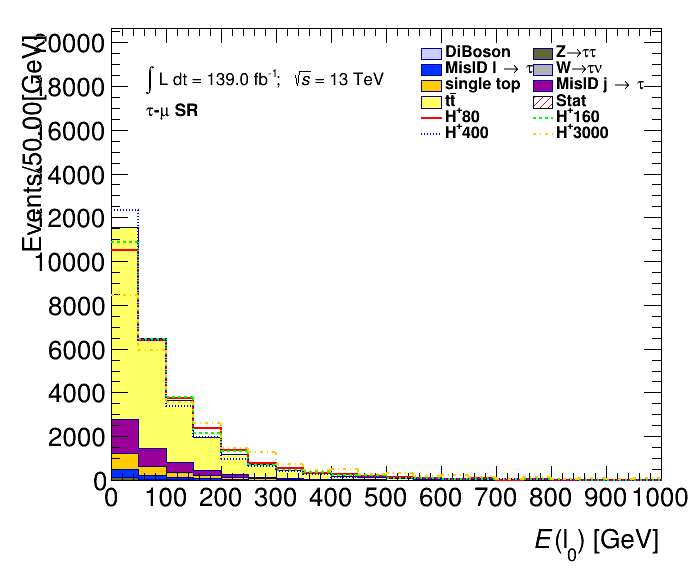 Events/50.00[GeV]
20000
18000
16000
14000
12000
10000
8000
6000
4000
2000
0
∫ L dt = 139.0 fb⁻¹; √s = 13 TeV
τ-μ SR
DiBoson Z→ττ
MisID l → τ W→τν
single top MisID j → τ
tt̄ Stat
H⁺80 H⁺160
H⁺400 H⁺3000
0 100 200 300 400 500 600 700 800 900 1000
E(l₀) [GeV]